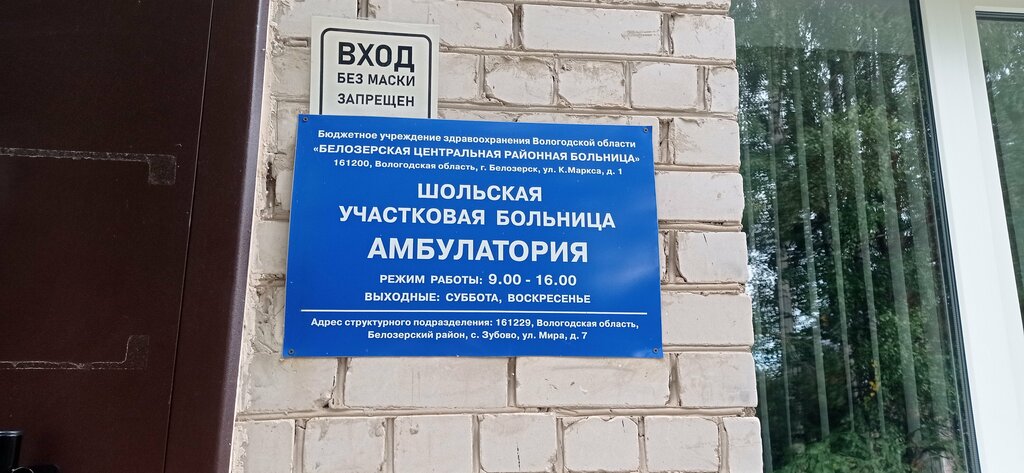 ВХОД
БЕЗ МАСКИ
ЗАПРЕЩЕН
Бюджетное учреждение здравоохранения Вологодской области
«БЕЛОЗЕРСКАЯ ЦЕНТРАЛЬНАЯ РАЙОННАЯ БОЛЬНИЦА»
161200, Вологодская область, г. Белозерск, ул. К.Маркса, д. 1
ШОЛЬСКАЯ
УЧАСТКОВАЯ БОЛЬНИЦА
АМБУЛАТОРИЯ
РЕЖИМ РАБОТЫ: 9.00 - 16.00
ВЫХОДНЫЕ: СУББОТА, ВОСКРЕСЕНЬЕ
Адрес структурного подразделения: 161229, Вологодская область,
Белозерский район, с. Зубово, ул. Мира, д. 7